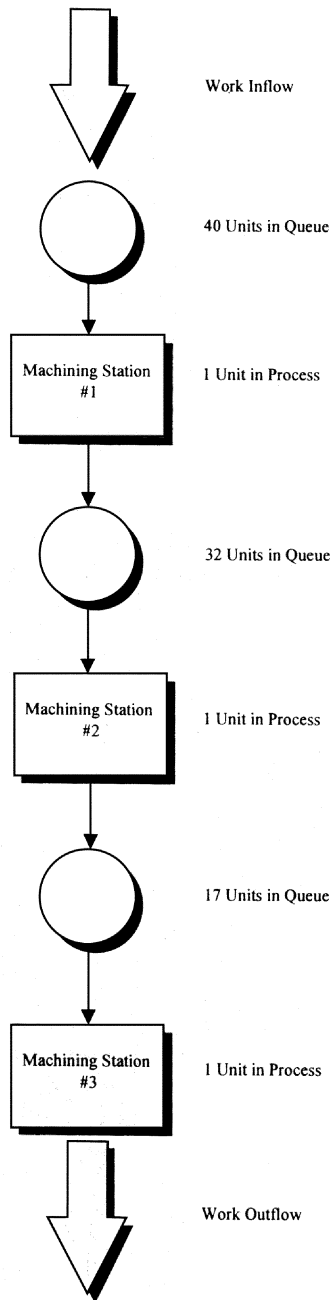 Work Inflow
40 Units in Queue
Machining Station
#1
1 Unit in Process
32 Units in Queue
Machining Station
#2
1 Unit in Process
17 Units in Queue
Machining Station
#3
1 Unit in Process
Work Outflow